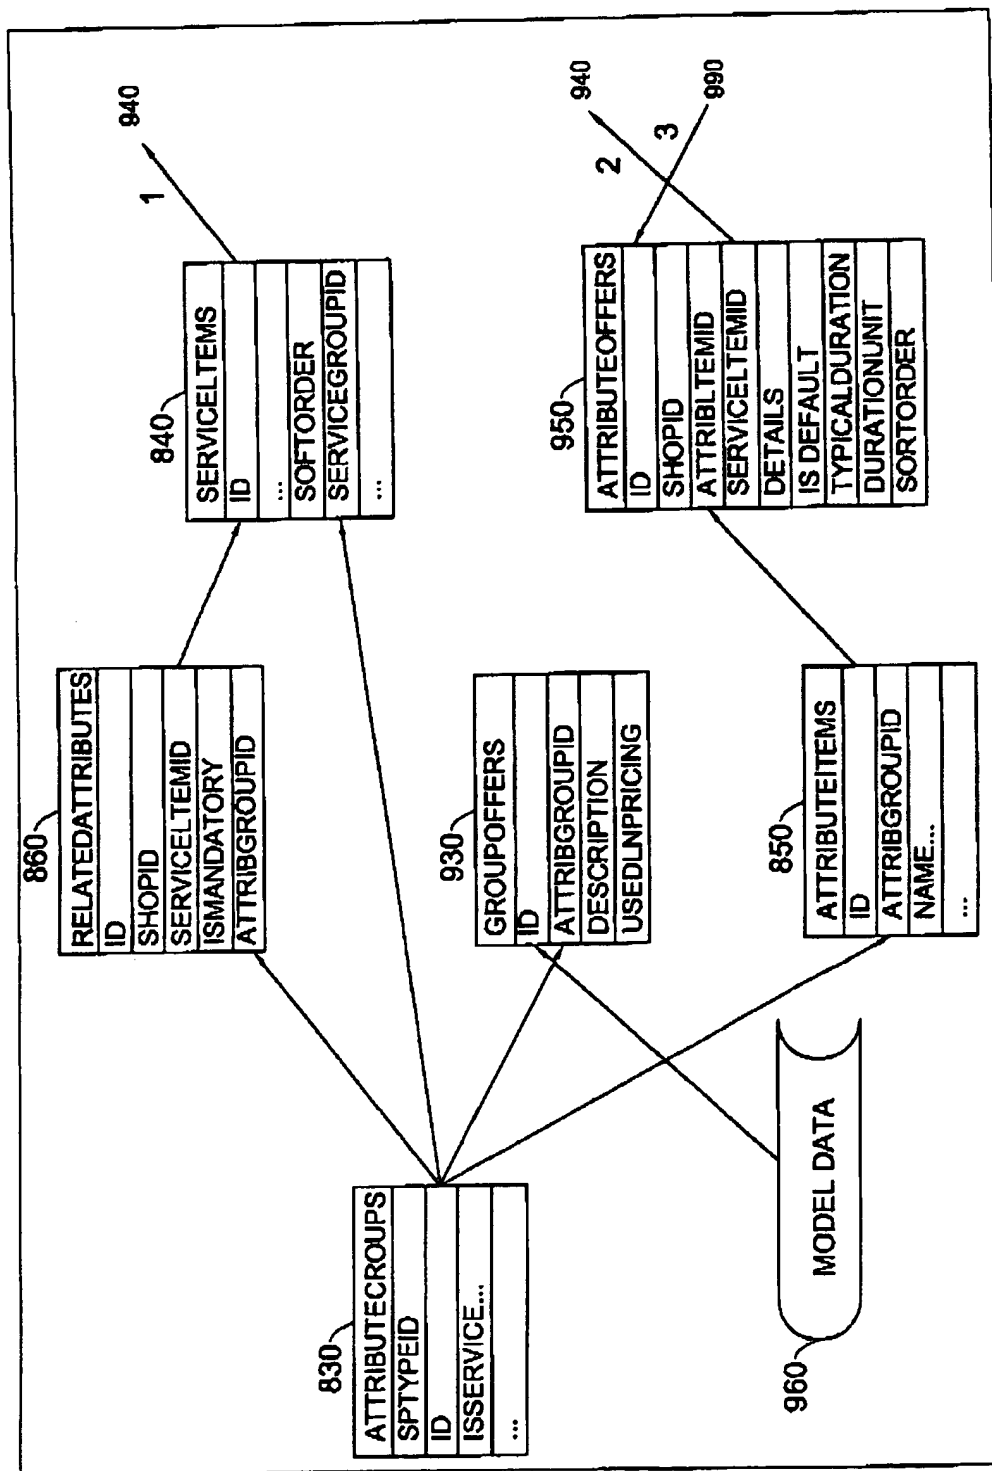 830
ATTRIBUTECROUPS
SPTYPEID
ID
ISSERVICE...
...
860
RELATEDATTRIBUTES
ID
SHOPID
SERVICELTEMID
ISMANDATORY
ATTRIBGROUPID
840
SERVICELTEMS
ID
...
SOFTORDER
SERVICEGROUPID
...
1
940
930
GROUPOFFERS
ID
ATTRIBGROUPID
DESCRIPTION
USEDLNPRICING
960
MODEL DATA
850
ATTRIBUTEITEMS
ID
ATTRIBGROUPID
NAME...
...
950
ATTRIBUTEOFFERS
ID
SHOPID
ATTRIBLTEMID
SERVICELTEMID
DETAILS
IS DEFAULT
TYPICALDURATION
DURATIONUNIT
SORTORDER
2
940
3
990